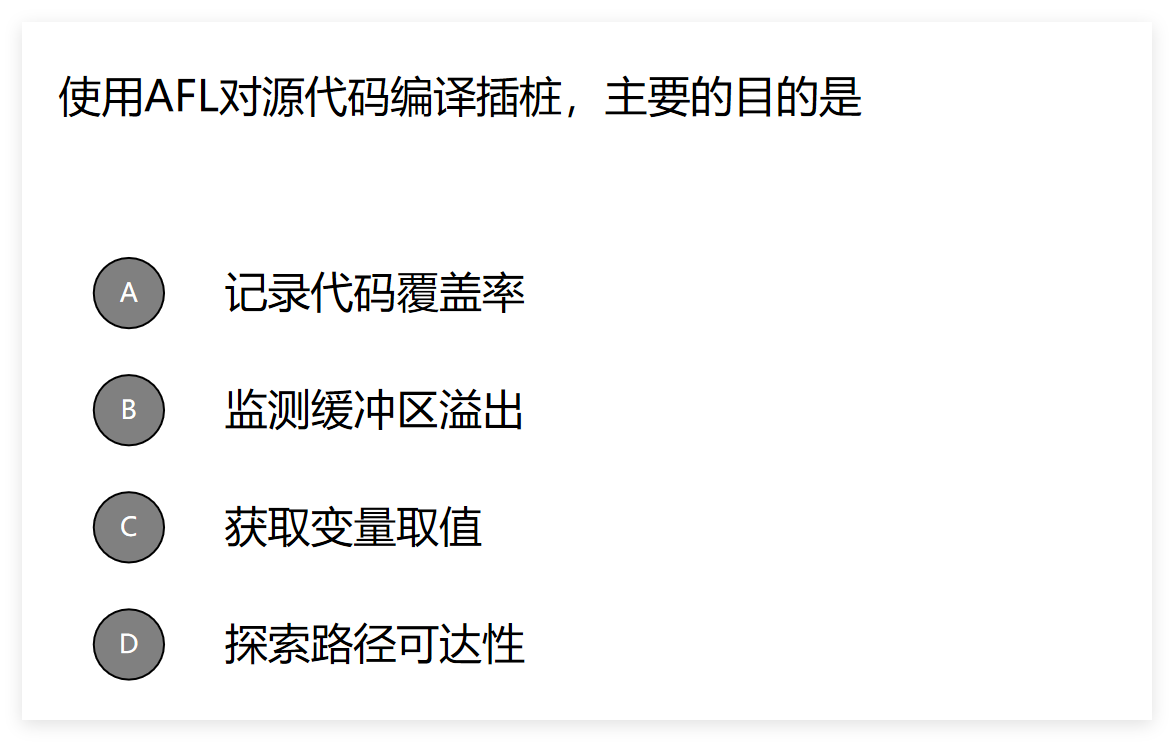 使用AFL对源代码编译插桩，主要的目的是
A 记录代码覆盖率
B 监测缓冲区溢出
C 获取变量取值
D 探索路径可达性